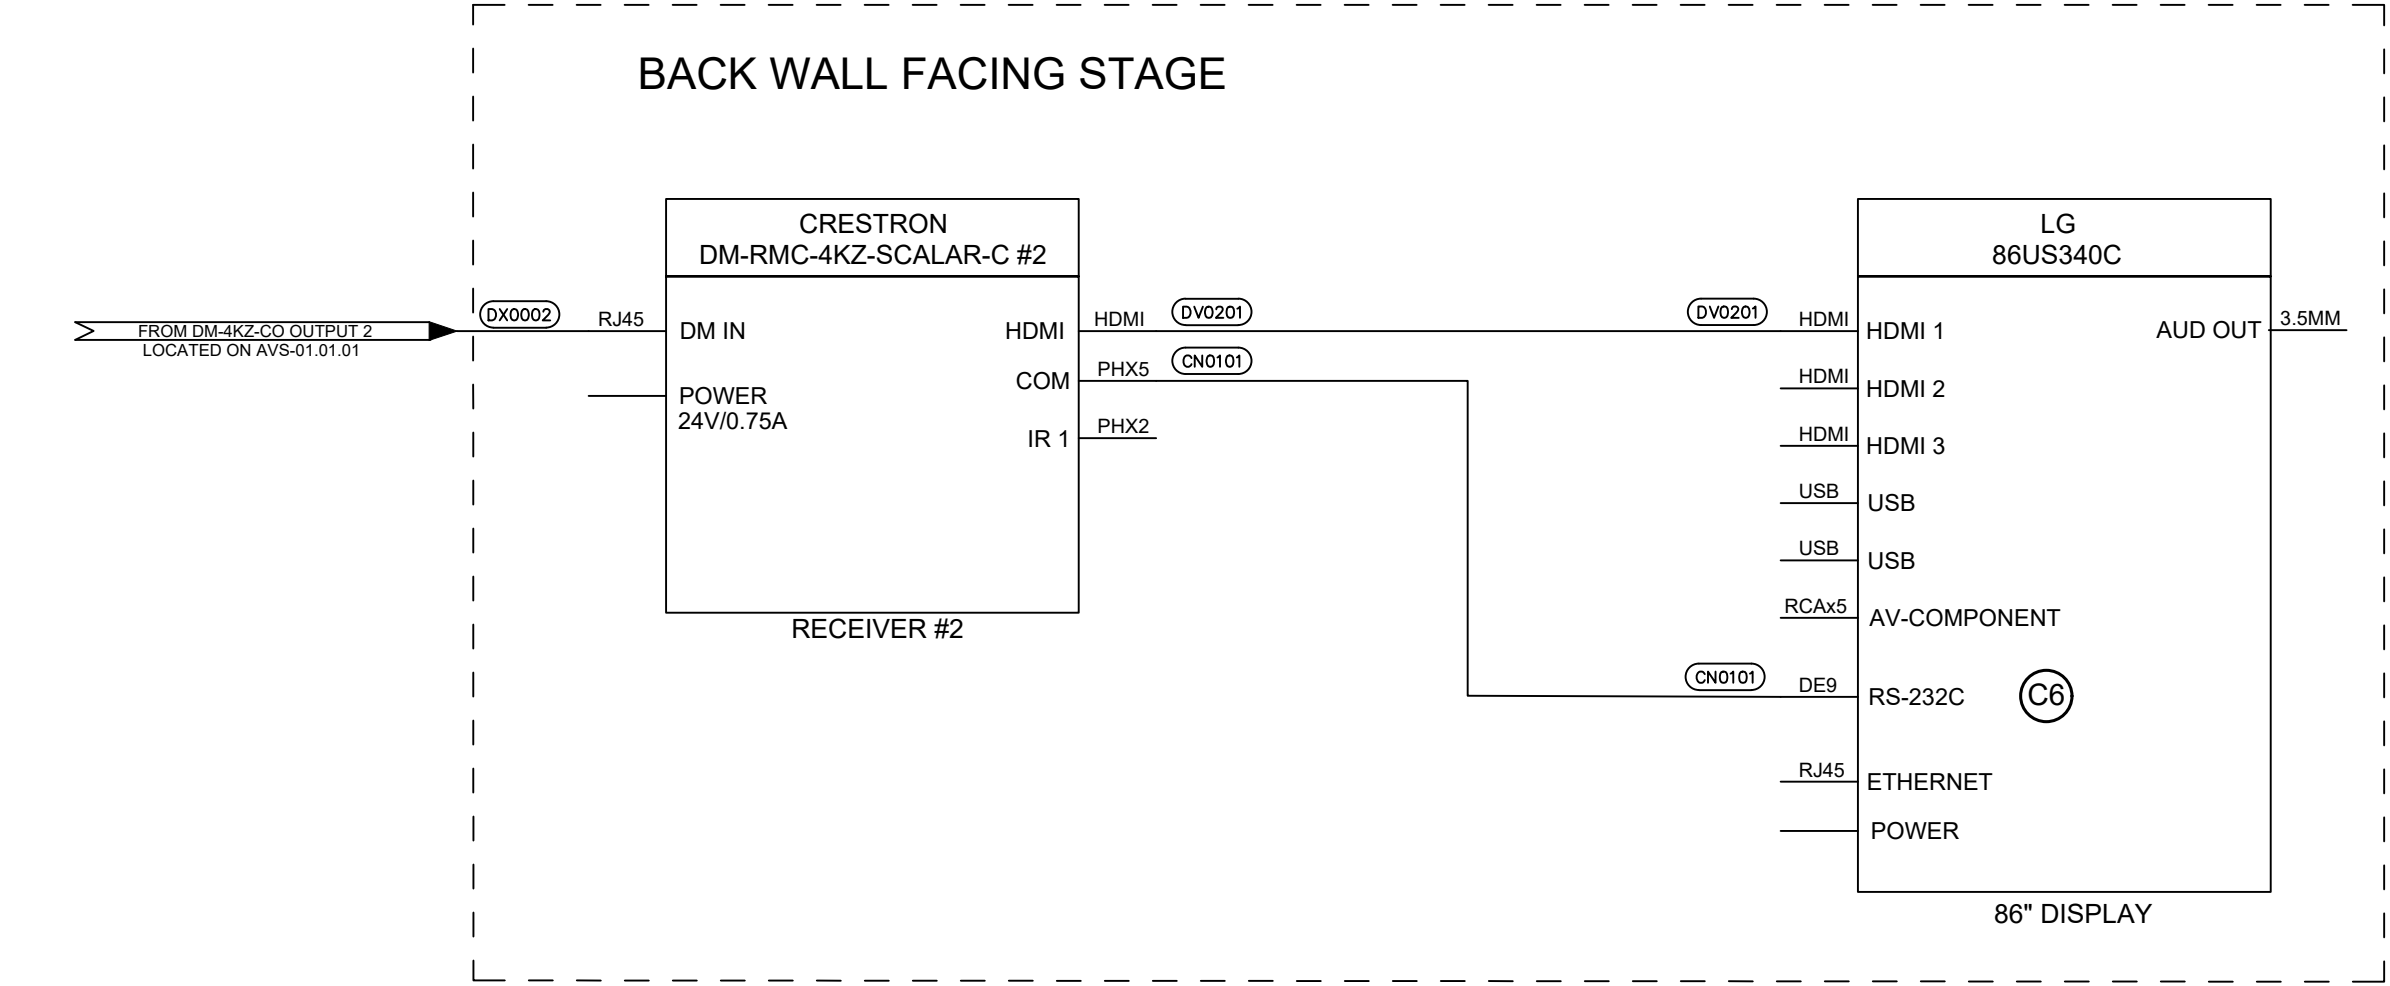 BACK WALL FACING STAGE
FROM DM-4KZ-CO OUTPUT 2
LOCATED ON AVS-01.01.01
DX0002
RJ45
CRESTRON
DM-RMC-4KZ-SCALAR-C #2
DM IN
POWER
24V/0.75A
HDMI
COM
IR 1
RECEIVER #2
HDMI
DV0201
PHX5
CN0101
PHX2
DV0201
HDMI
HDMI
HDMI
USB
USB
RCAx5
CN0101
DE9
RJ45
LG
86US340C
HDMI 1
HDMI 2
HDMI 3
USB
USB
AV-COMPONENT
RS-232C
C6
ETHERNET
POWER
AUD OUT
3.5MM
86" DISPLAY